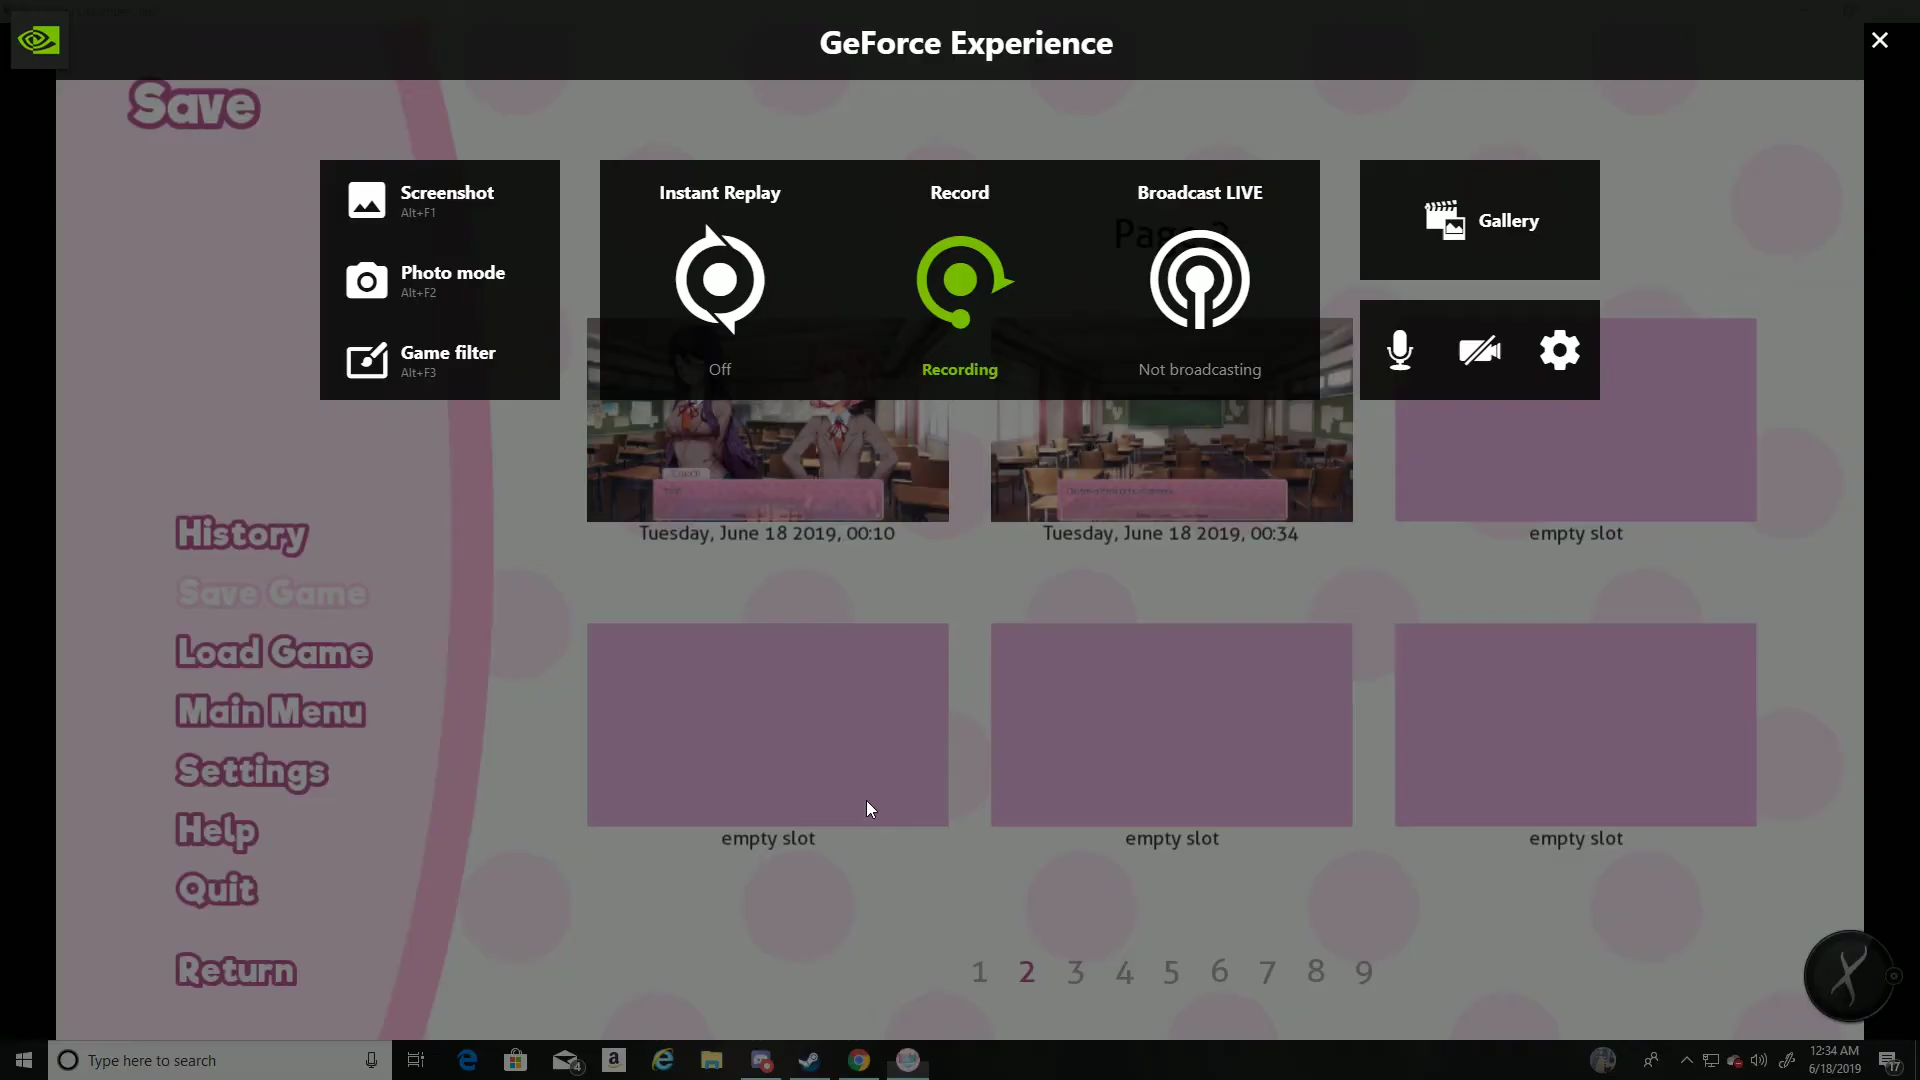 GeForce Experience
Save
Screenshot
Alt+F1
Photo mode
Alt+F2
Game filter
Alt+F3
Instant Replay
Off
Record
Recording
Broadcast LIVE
Not broadcasting
Gallery
Tuesday, June 18 2019, 00:10
Tuesday, June 18 2019, 00:34
empty slot
empty slot
empty slot
empty slot
History
Save Game
Load Game
Main Menu
Settings
Help
Quit
Return
1 2 3 4 5 6 7 8 9
Type here to search
4
12:34 AM
6/18/2019
17